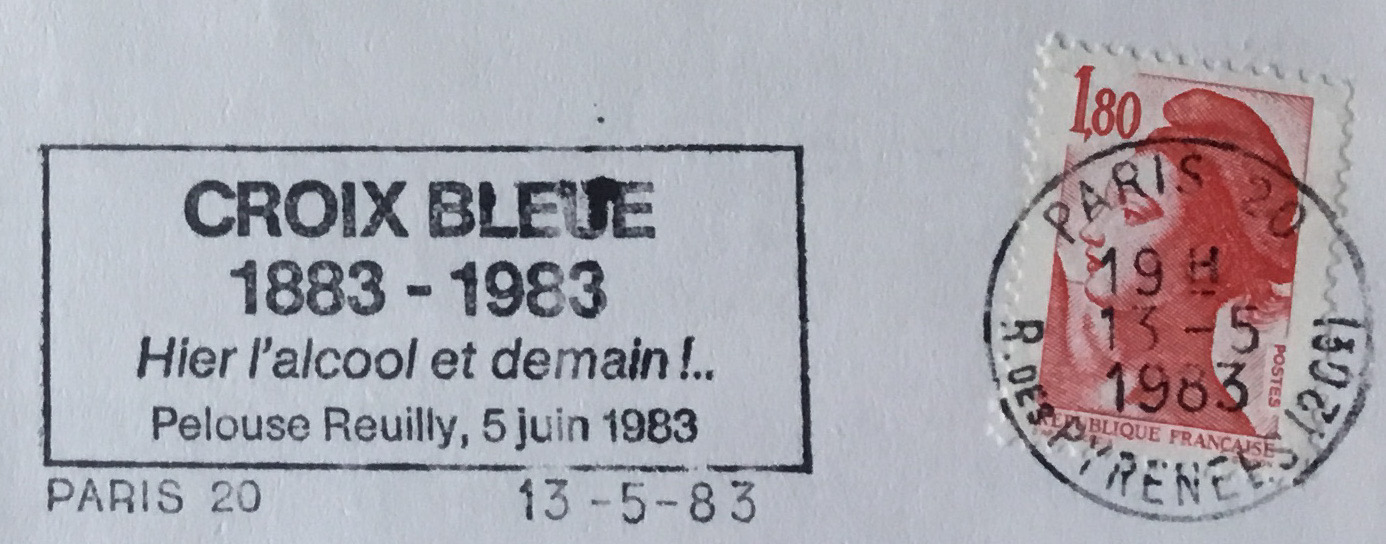 CROIX BLEUE
1883 - 1983
Hier l'alcool et demain !..
Pelouse Reuilly, 5 juin 1983
PARIS 20 13-5-83
1,80
POSTES
REPUBLIQUE FRANÇAISE
PARIS 20
19 H
13-5
1983
R. DES PYRENEES